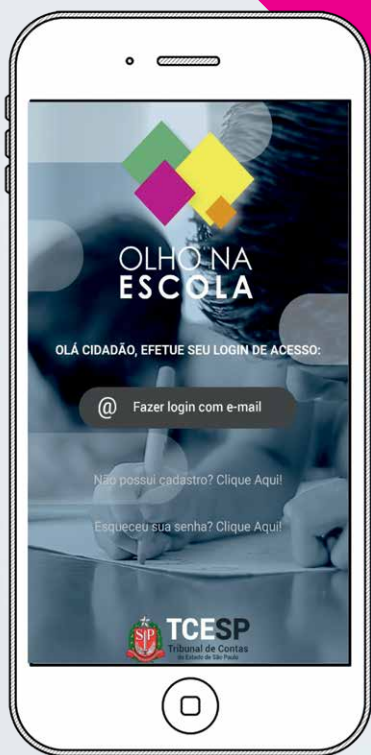 OLHO NA
ESCOLA
OLÁ CIDADÃO, EFETUE SEU LOGIN DE ACESSO:
@ Fazer login com e-mail
Não possui cadastro? Clique Aqui!
Esqueceu sua senha? Clique Aqui!
SP
TCESP
Tribunal de Contas
do Estado de São Paulo